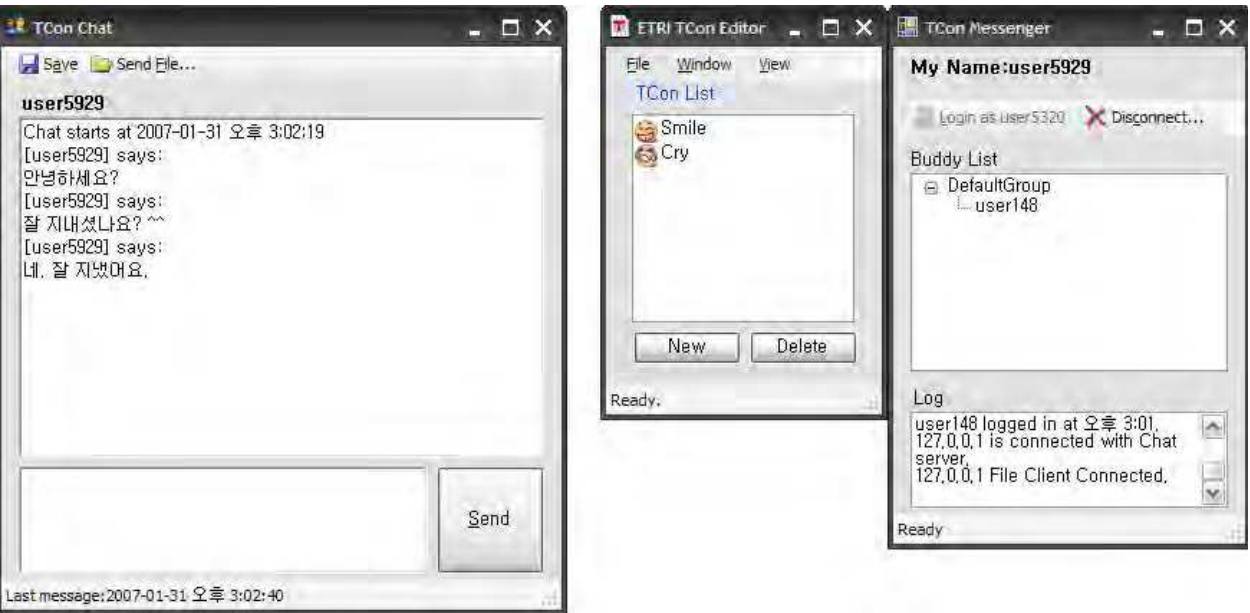 TCon Chat
Save Send File...
user5929
Chat starts at 2007-01-31 오후 3:02:19
[user5929] says:
안녕하세요?
[user5929] says:
잘 지내셨나요? ^^
[user5929] says:
네, 잘 지냈어요.
Send
Last message:2007-01-31 오후 3:02:40
ETRI TCon Editor
File Window View
TCon List
Smile
Cry
New Delete
Ready.
TCon Messenger
My Name:user5929
Login as user5320 Disconnect...
Buddy List
DefaultGroup
user148
Log
user148 logged in at 오후 3:01.
127.0.0.1 is connected with Chat
server.
127.0.0.1 File Client Connected.
Ready